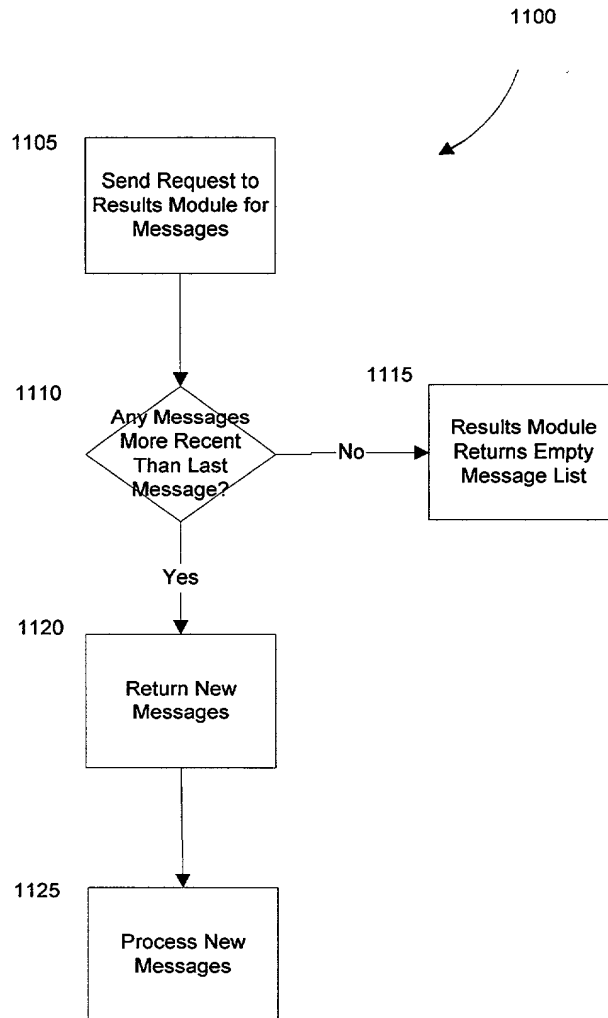 1100
1105
Send Request to
Results Module for
Messages
1110
Any Messages
More Recent
Than Last
Message?
No
1115
Results Module
Returns Empty
Message List
Yes
1120
Return New
Messages
1125
Process New
Messages